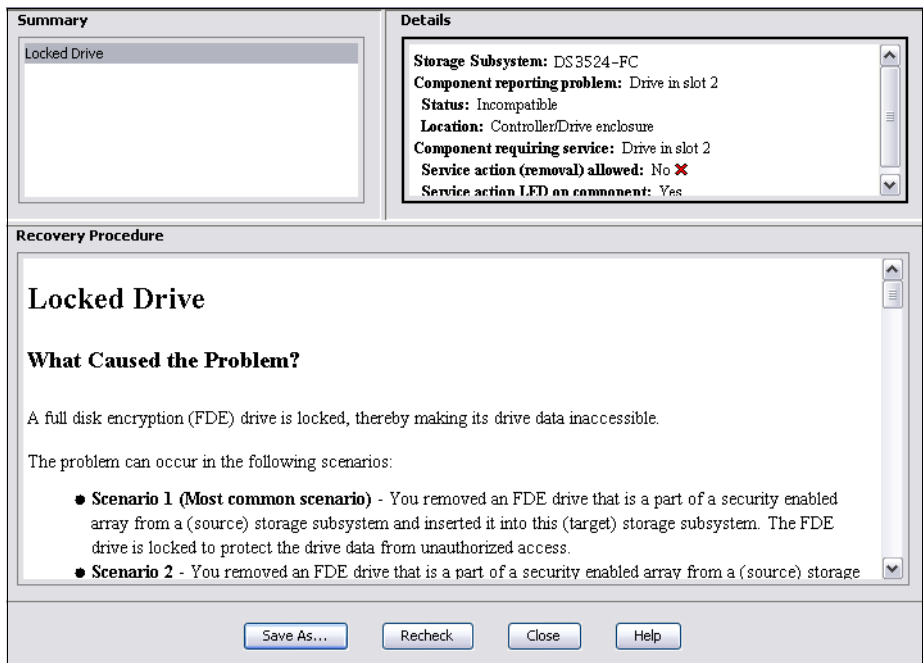 Summary
Locked Drive
Details
Storage Subsystem: DS3524-FC
Component reporting problem: Drive in slot 2
Status: Incompatible
Location: Controller/Drive enclosure
Component requiring service: Drive in slot 2
Service action (removal) allowed: No
Service action LED on component: Yes
Recovery Procedure
Locked Drive
What Caused the Problem?
A full disk encryption (FDE) drive is locked, thereby making its drive data inaccessible.
The problem can occur in the following scenarios:
● Scenario 1 (Most common scenario) - You removed an FDE drive that is a part of a security enabled
array from a (source) storage subsystem and inserted it into this (target) storage subsystem. The FDE
drive is locked to protect the drive data from unauthorized access.
● Scenario 2 - You removed an FDE drive that is a part of a security enabled array from a (source) storage
Save As...
Recheck
Close
Help